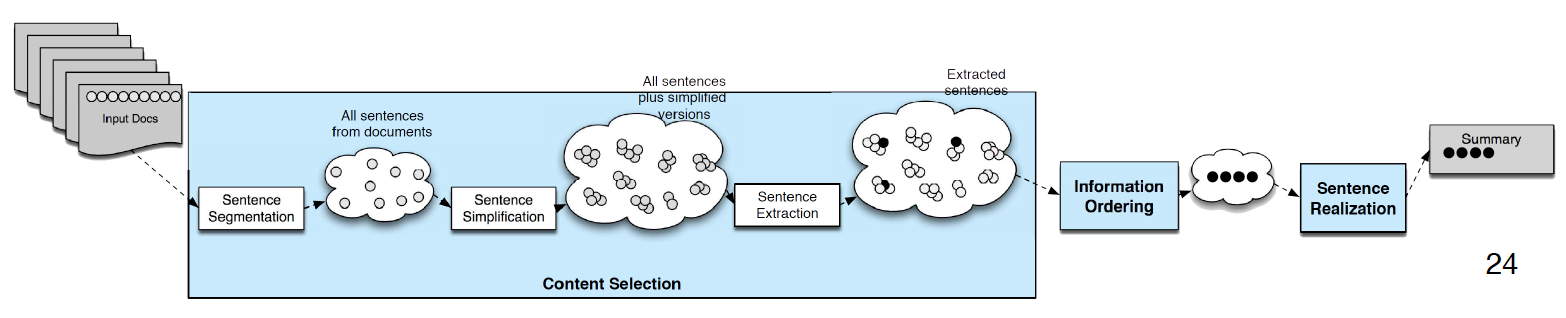 Input Docs
All sentences
from documents
Sentence
Segmentation
Sentence
Simplification
All sentences
plus simplified
versions
Sentence
Extraction
Extracted
sentences
Content Selection
Information
Ordering
Sentence
Realization
Summary
24